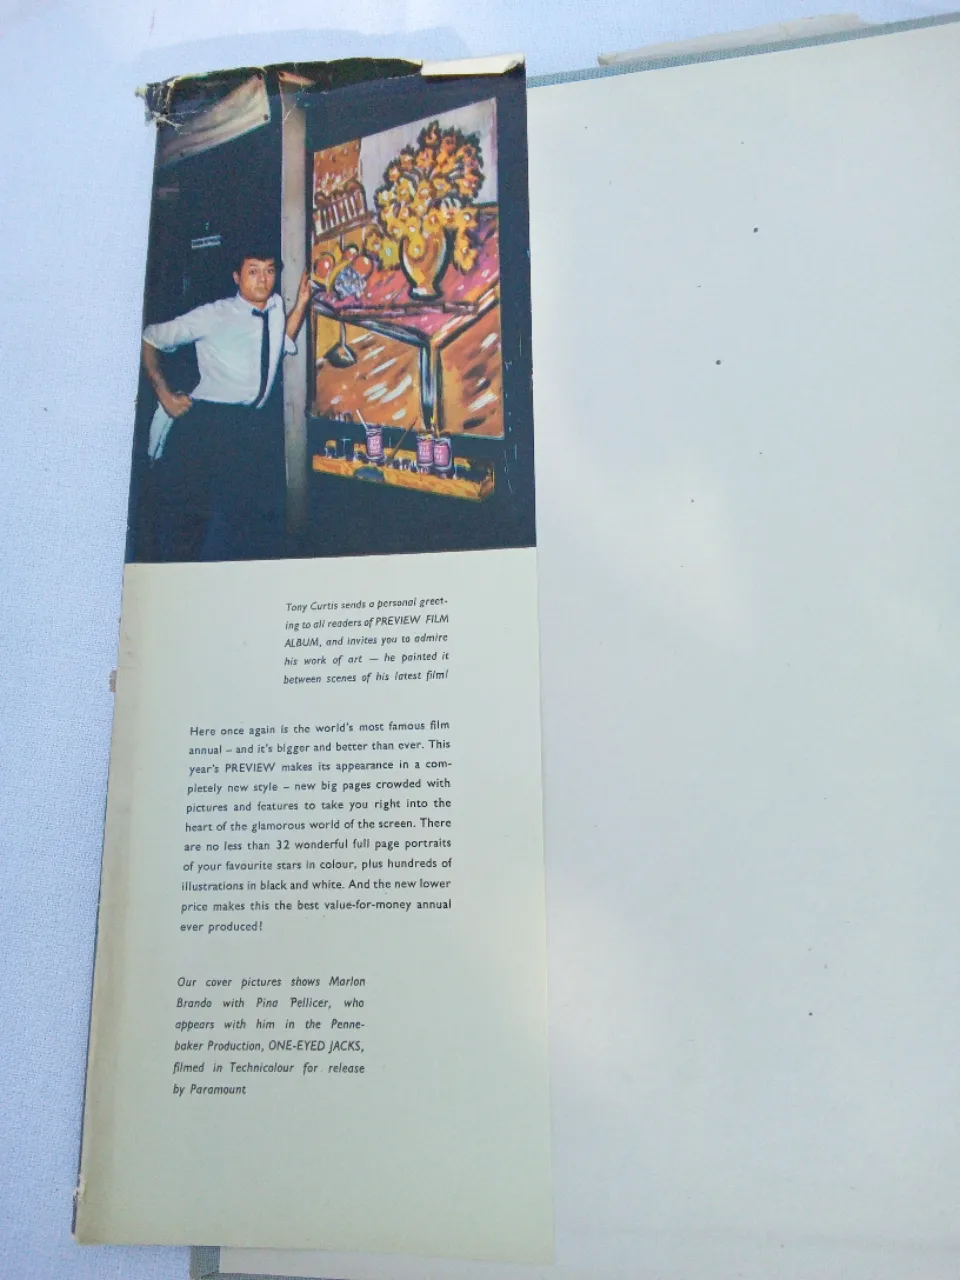 Tony Curtis sends a personal greet-
ing to all readers of PREVIEW FILM
ALBUM, and invites you to admire
his work of art — he painted it
between scenes of his latest film!
Here once again is the world's most famous film
annual – and it's bigger and better than ever. This
year's PREVIEW makes its appearance in a com-
pletely new style – new big pages crowded with
pictures and features to take you right into the
heart of the glamorous world of the screen. There
are no less than 32 wonderful full page portraits
of your favourite stars in colour, plus hundreds of
illustrations in black and white. And the new lower
price makes this the best value-for-money annual
ever produced!
Our cover pictures shows Marlon
Brando with Pina Pellicer, who
appears with him in the Penne-
baker Production, ONE-EYED JACKS,
filmed in Technicolour for release
by Paramount